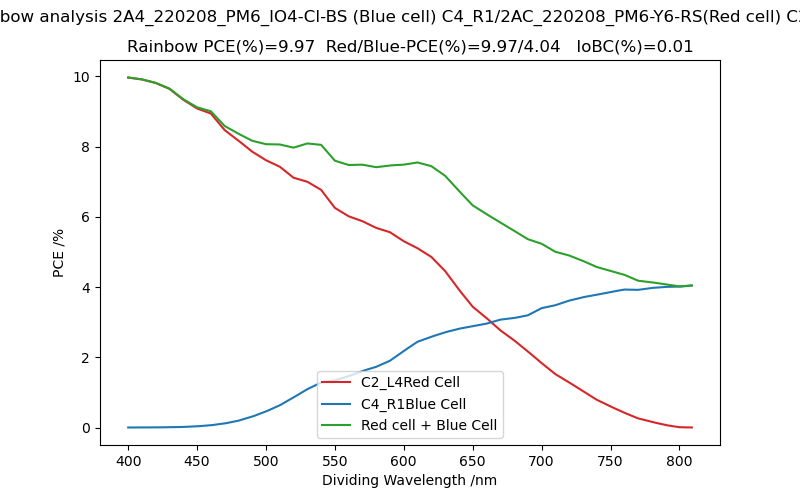 bow analysis 2A4_220208_PM6_IO4-Cl-BS (Blue cell) C4_R1/2AC_220208_PM6-Y6-RS(Red cell) C
Rainbow PCE(%)=9.97 Red/Blue-PCE(%)=9.97/4.04 IoBC(%)=0.01
PCE /%
10
8
6
4
2
0
C2_L4Red Cell
C4_R1Blue Cell
Red cell + Blue Cell
400 450 500 550 600 650 700 750 800
Dividing Wavelength /nm